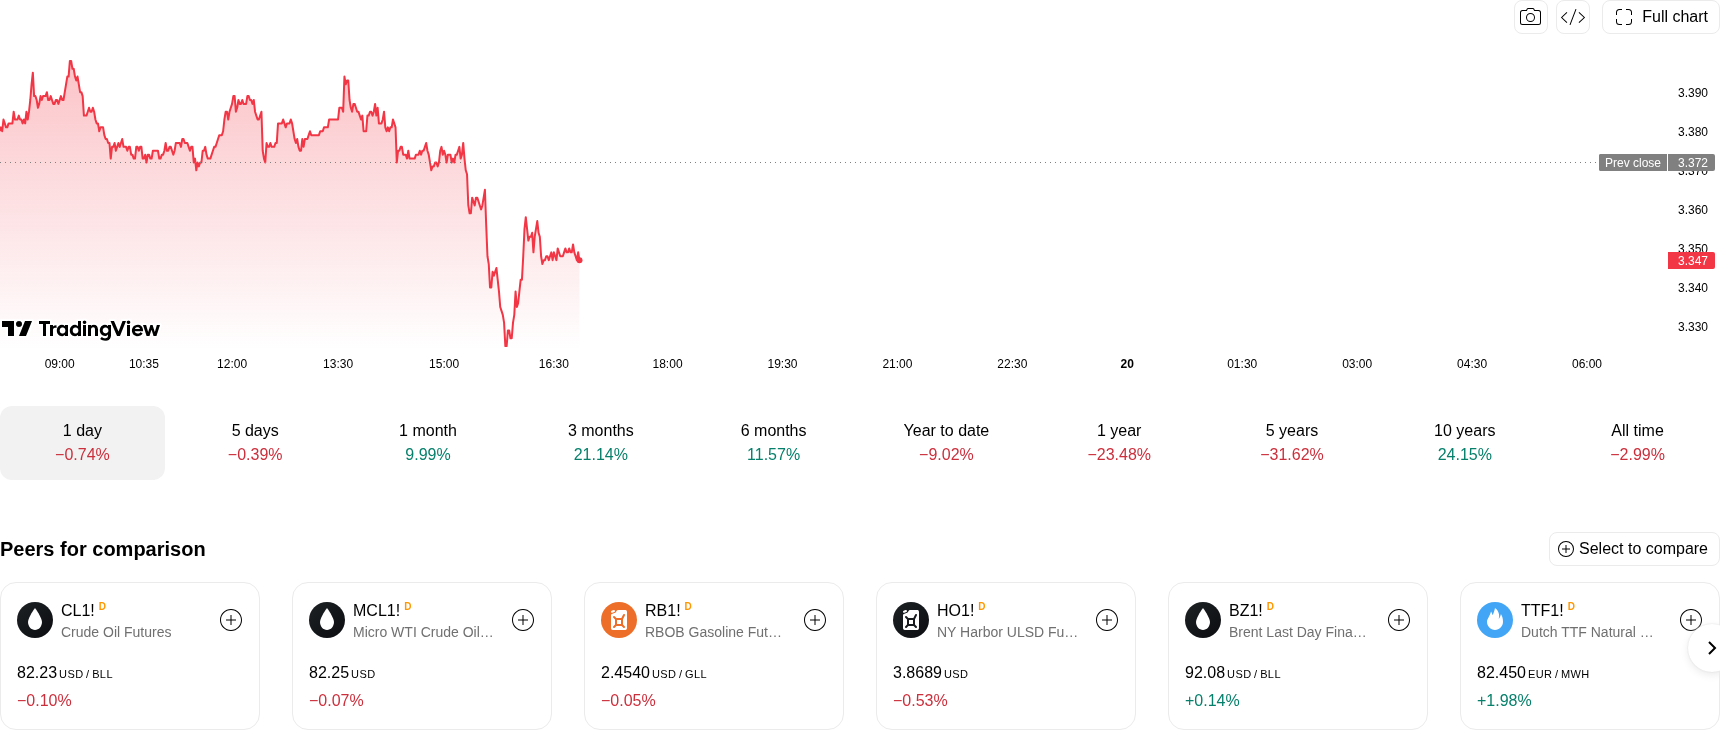 Full chart
3.390
3.380
Prev close 3.372
3.370
3.360
3.350
3.347
3.340
3.330
TradingView
09:00 10:35 12:00 13:30 15:00 16:30 18:00 19:30 21:00 22:30 20 01:30 03:00 04:30 06:00
1 day 5 days 1 month 3 months 6 months Year to date 1 year 5 years 10 years All time
−0.74% −0.39% 9.99% 21.14% 11.57% −9.02% −23.48% −31.62% 24.15% −2.99%
Peers for comparison
Select to compare
CL1! D
Crude Oil Futures
82.23 USD / BLL
−0.10%
MCL1! D
Micro WTI Crude Oil…
82.25 USD
−0.07%
RB1! D
RBOB Gasoline Fut…
2.4540 USD / GLL
−0.05%
HO1! D
NY Harbor ULSD Fu…
3.8689 USD
−0.53%
BZ1! D
Brent Last Day Fina…
92.08 USD / BLL
+0.14%
TTF1! D
Dutch TTF Natural …
82.450 EUR / MWH
+1.98%